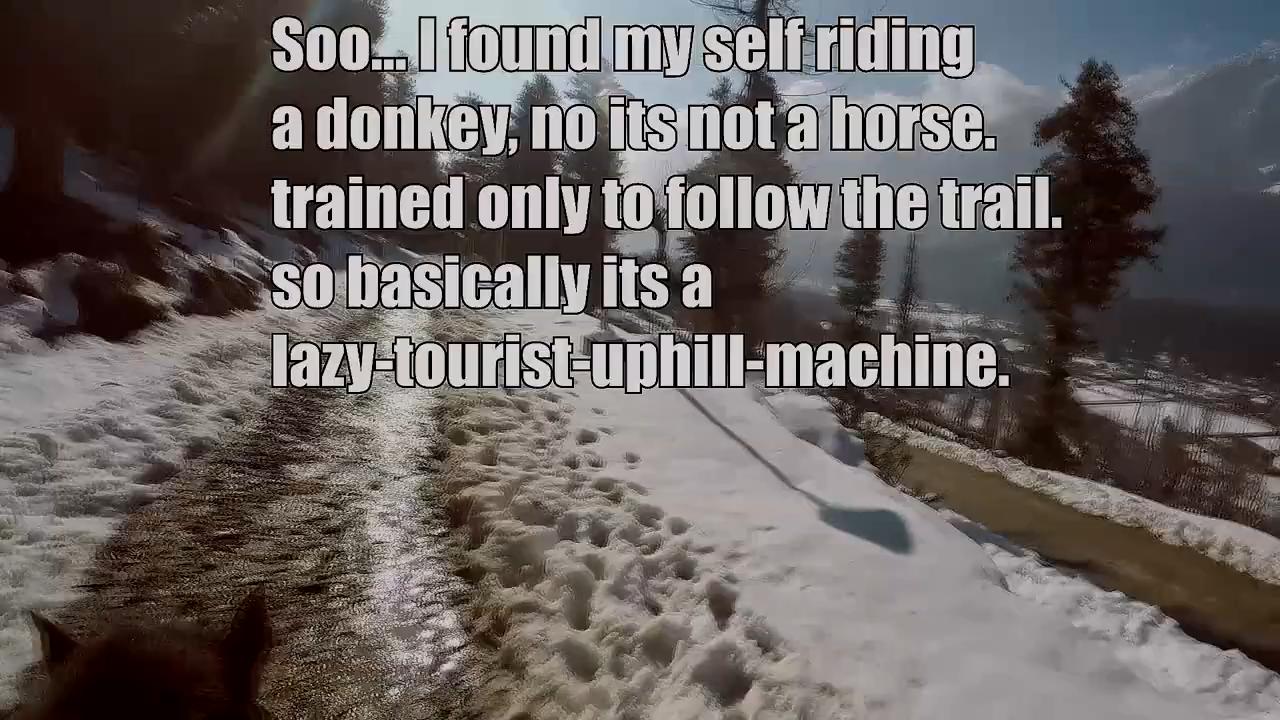 Soo... I found my self riding
a donkey, no its not a horse.
trained only to follow the trail.
so basically its a
lazy-tourist-uphill-machine.